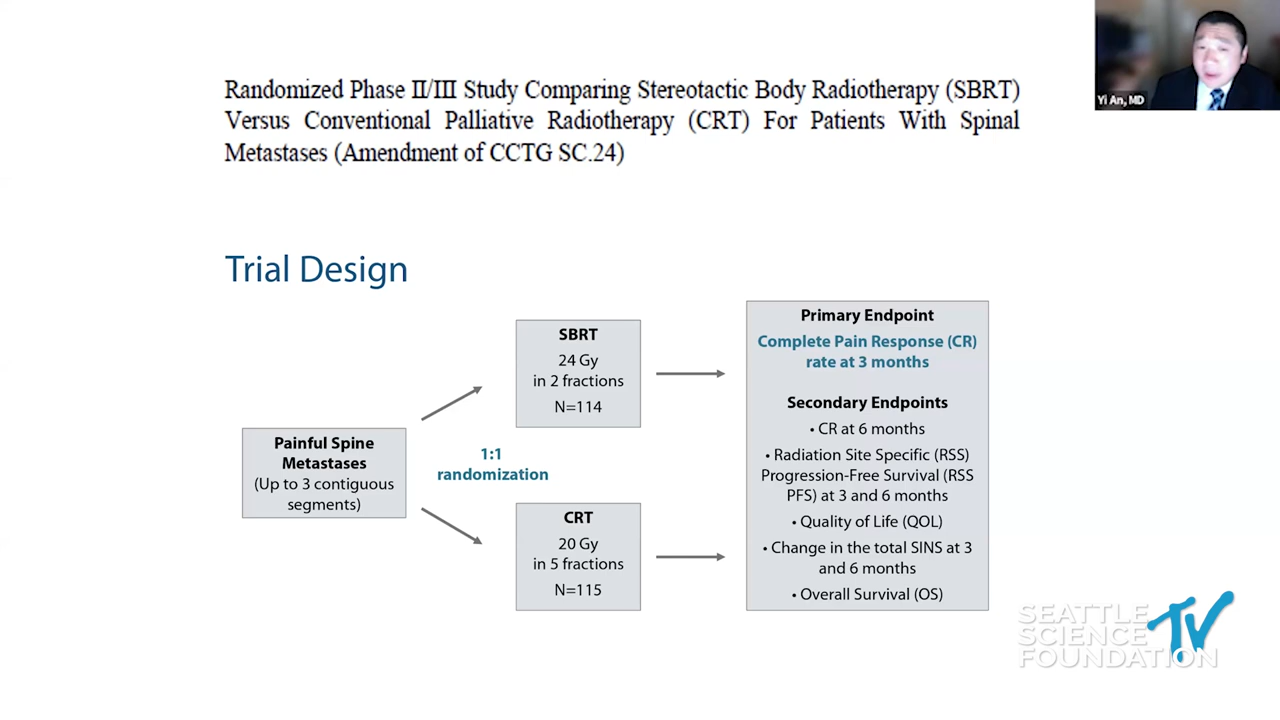 Randomized Phase II/III Study Comparing Stereotactic Body Radiotherapy (SBRT)
Versus Conventional Palliative Radiotherapy (CRT) For Patients With Spinal
Metastases (Amendment of CCTG SC.24)
Yi An, MD
Trial Design
Painful Spine
Metastases
(Up to 3 contiguous
segments)
1:1
randomization
SBRT
24 Gy
in 2 fractions
N=114
CRT
20 Gy
in 5 fractions
N=115
Primary Endpoint
Complete Pain Response (CR)
rate at 3 months
Secondary Endpoints
• CR at 6 months
• Radiation Site Specific (RSS)
Progression-Free Survival (RSS
PFS) at 3 and 6 months
• Quality of Life (QOL)
• Change in the total SINS at 3
and 6 months
• Overall Survival (OS)
SEATTLE
SCIENCE
FOUNDATION
TV